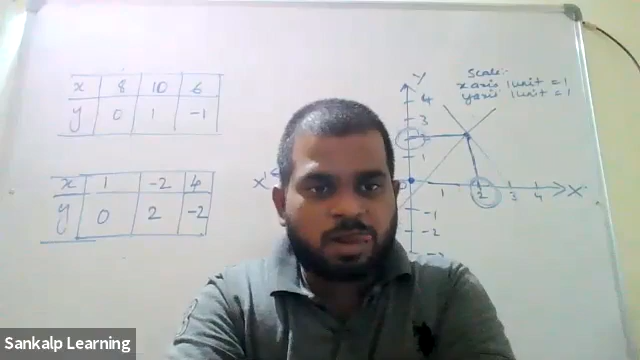 x 8 10 6
y 0 1 -1
x 1 -2 4
y 0 2 -2
Scale:-
x axis 1 unit = 1
y axis 1 unit = 1
Y
4
3
1
X'
1 2 3 4 X
-1
-2
Sankalp Learning